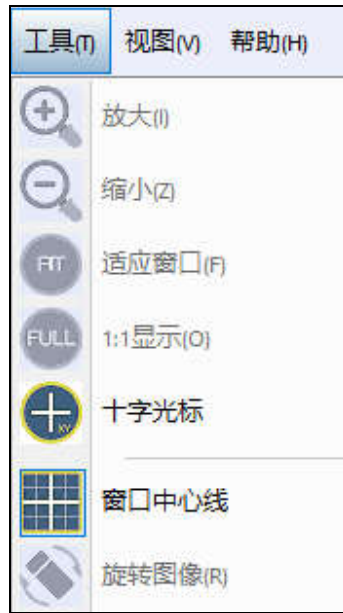 工具(T) 视图(V) 帮助(H)
放大(I)
缩小(Z)
FIT 适应窗口(F)
FULL 1:1显示(O)
XY 十字光标
窗口中心线
旋转图像(R)